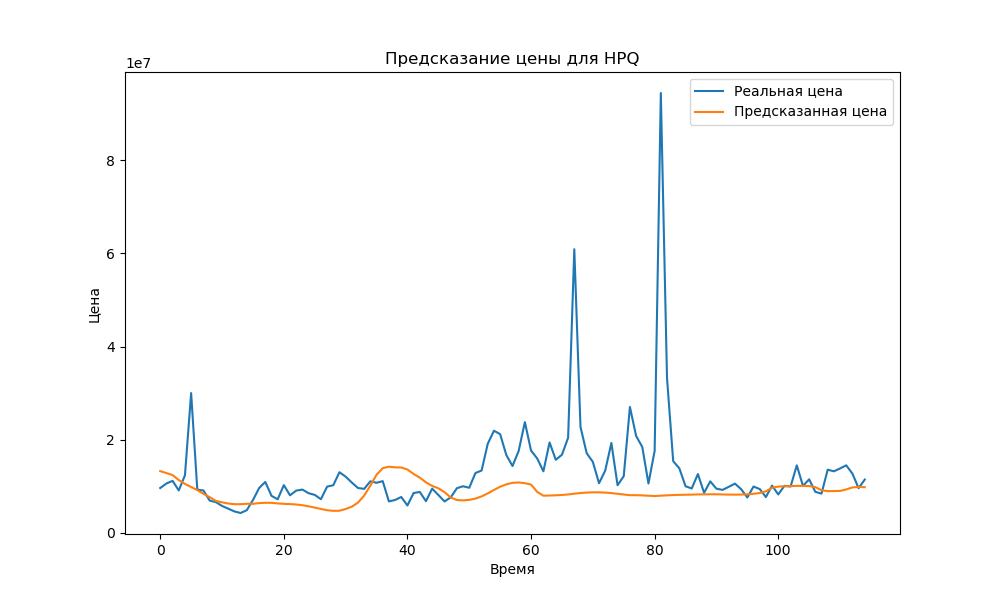 Предсказание цены для HPQ
1e7
Реальная цена
Предсказанная цена
8
6
4
2
0
Цена
0 20 40 60 80 100
Время